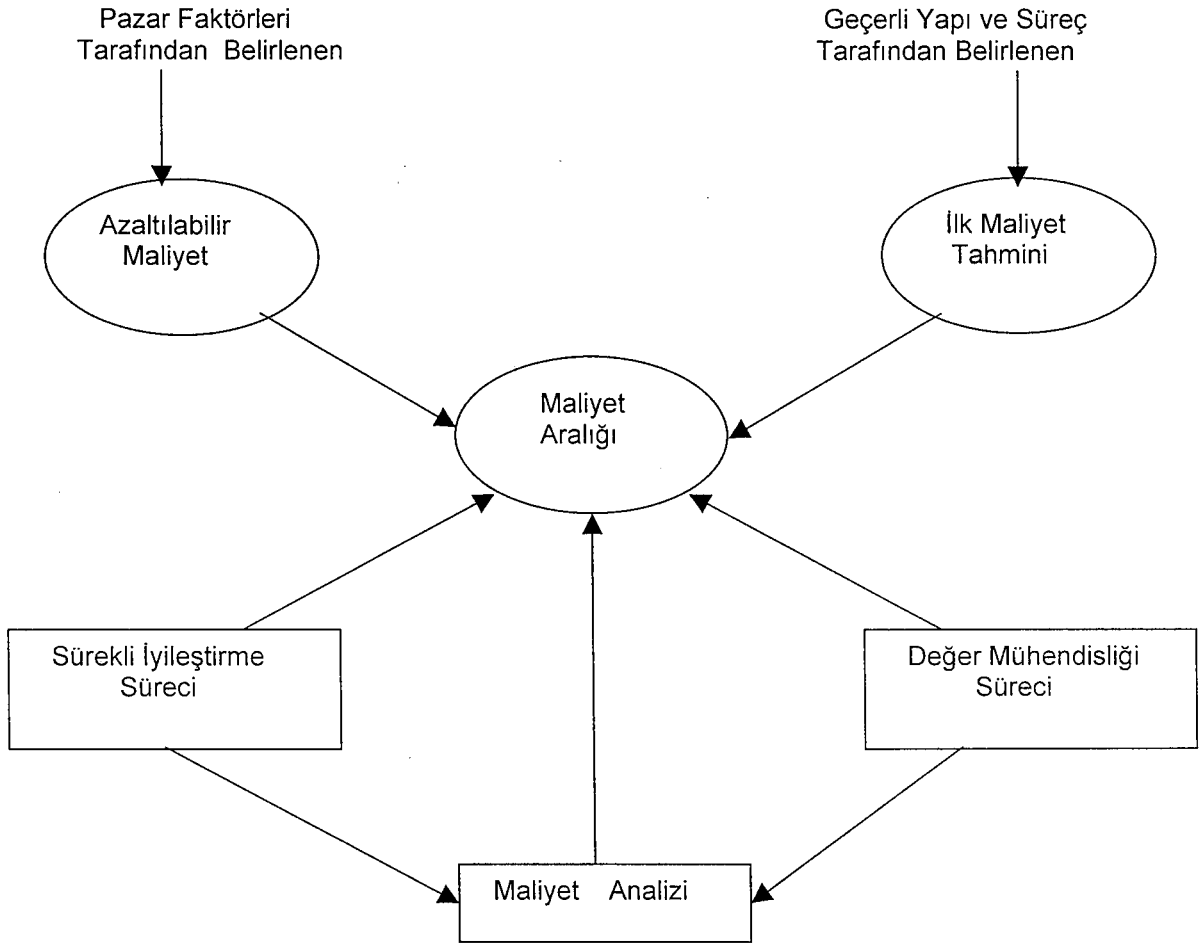 Pazar Faktörleri
Tarafından Belirlenen
Geçerli Yapı ve Süreç
Tarafından Belirlenen
Azaltılabilir
Maliyet
İlk Maliyet
Tahmini
Maliyet
Aralığı
Sürekli İyileştirme
Süreci
Değer Mühendisliği
Süreci
Maliyet Analizi